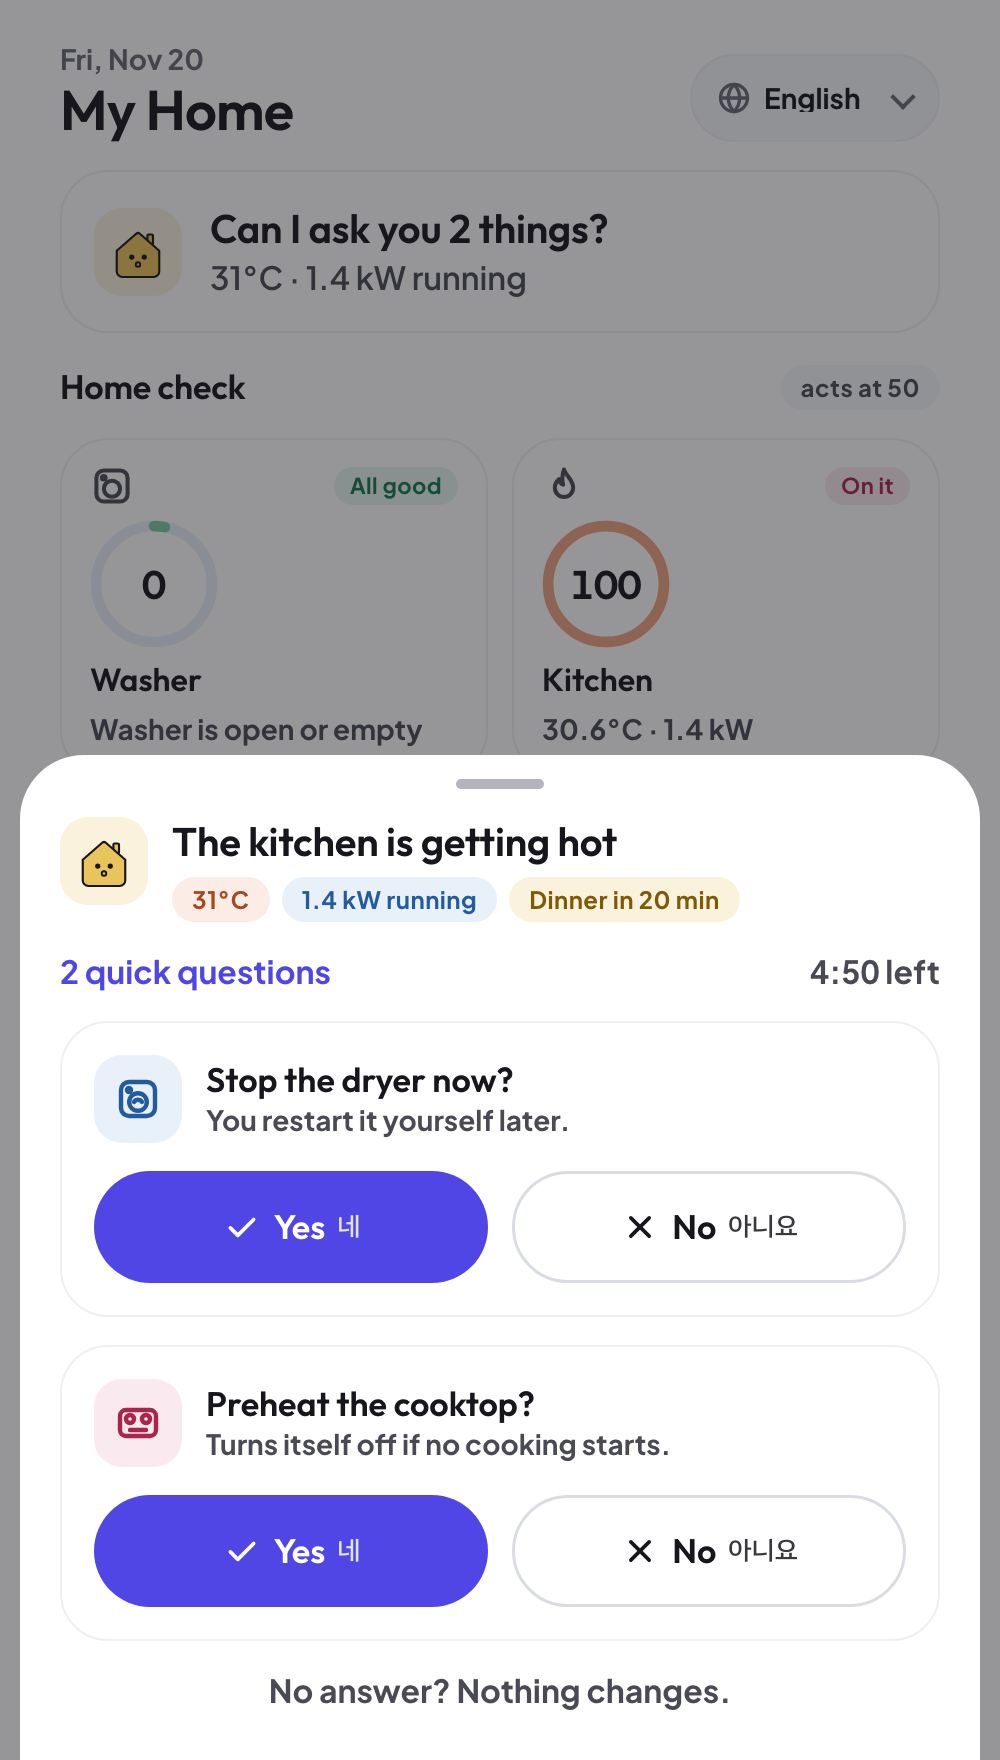 Fri, Nov 20
My Home
English
Can I ask you 2 things?
31°C · 1.4 kW running
Home check
acts at 50
All good
On it
0
100
Washer
Kitchen
Washer is open or empty
30.6°C · 1.4 kW
The kitchen is getting hot
31°C
1.4 kW running
Dinner in 20 min
2 quick questions
4:50 left
Stop the dryer now?
You restart it yourself later.
Yes 네
No 아니요
Preheat the cooktop?
Turns itself off if no cooking starts.
Yes 네
No 아니요
No answer? Nothing changes.